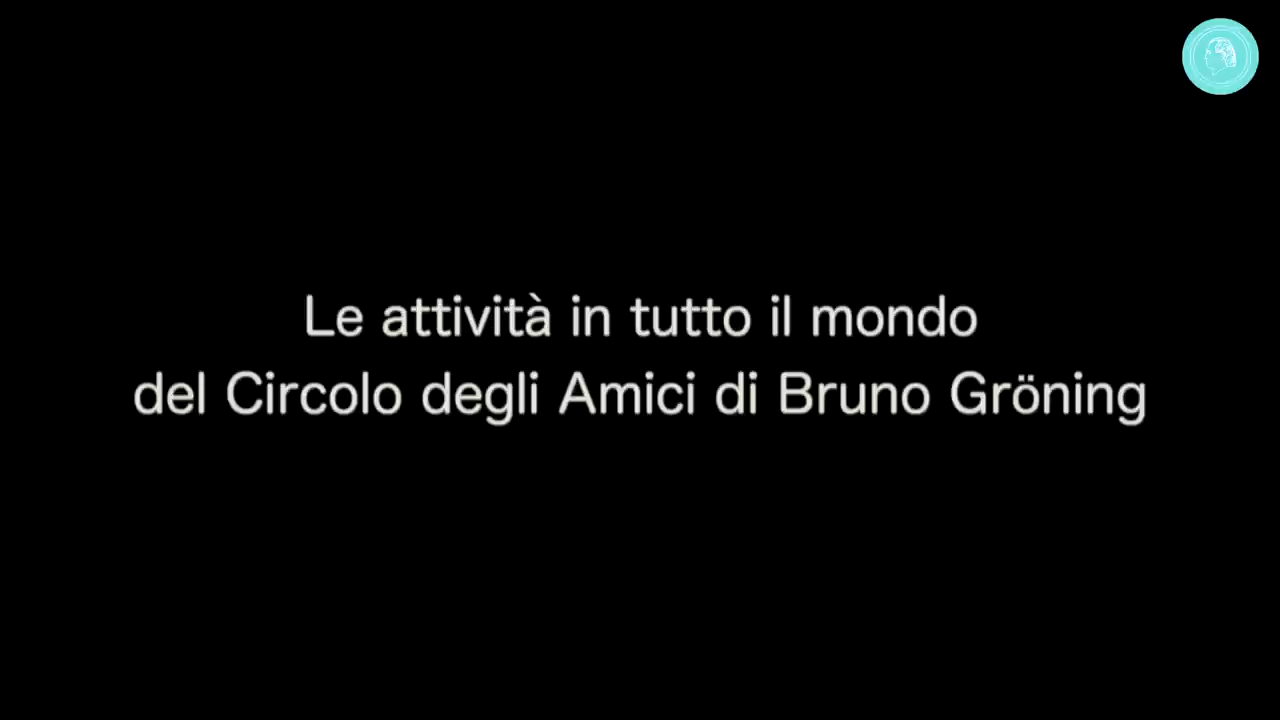 Le attività in tutto il mondo
del Circolo degli Amici di Bruno Gröning